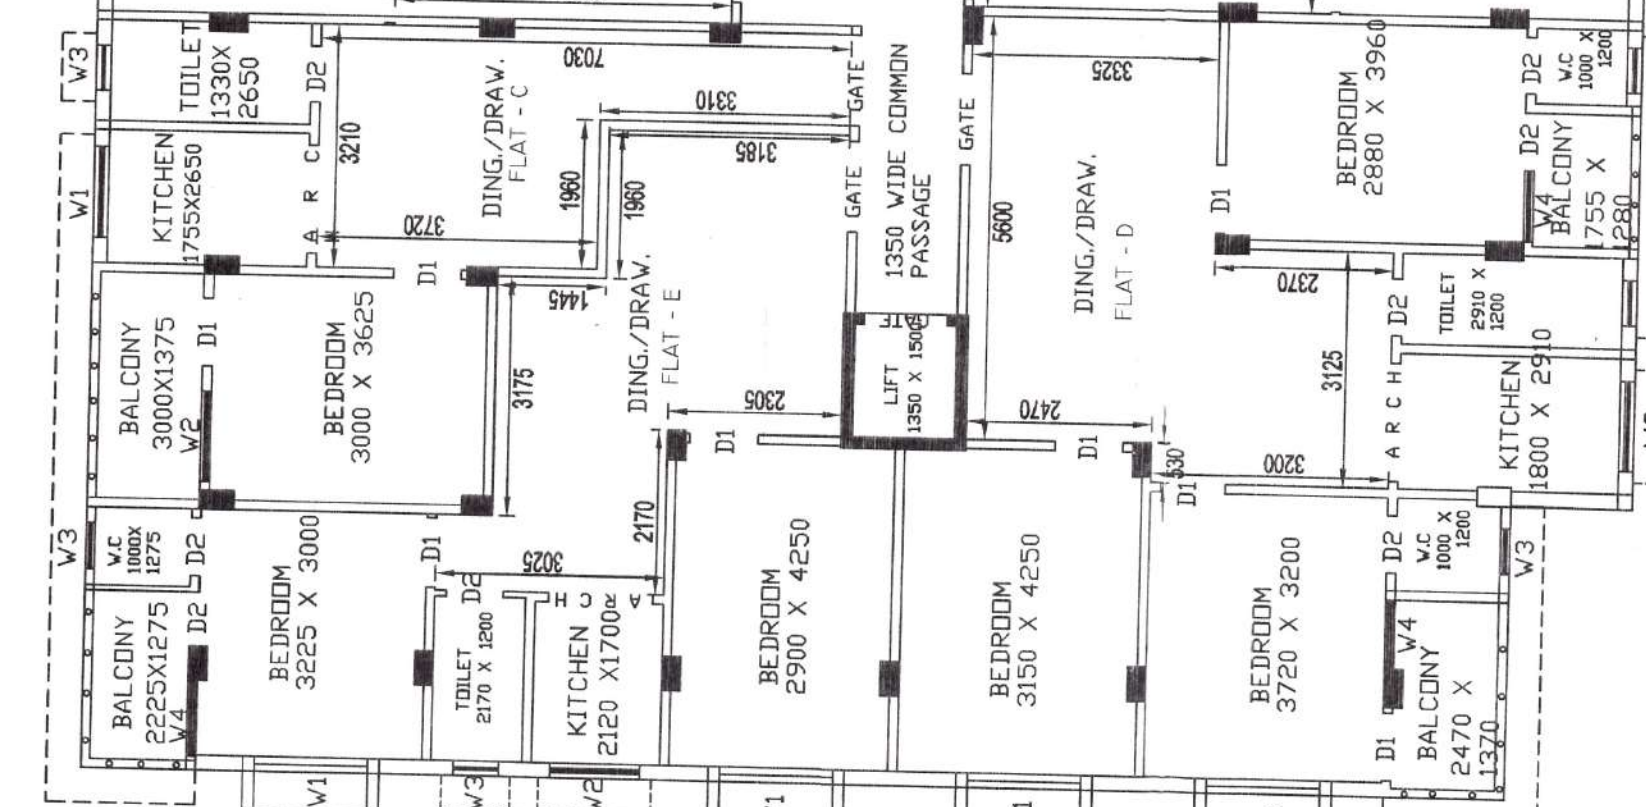 W3
TOILET
1330X
2650
D2
7030
DING./DRAW.
FLAT - C
3310
GATE
W1
KITCHEN
1755X2650
A R C
3210
3720
1960
1960
3185
GATE
1350 WIDE COMMON
PASSAGE
GATE
3325
5600
DING./DRAW.
FLAT - D
D1
BEDROOM
2880 X 3960
D2
W.C
1000 X
1200
D2
W4
BALCONY
1755 X
1280
BALCONY
3000X1375
W2
D1
BEDROOM
3000 X 3625
D1
1445
3175
DING./DRAW.
FLAT - E
2305
D1
LIFT
1350 X 1500
GATE
2470
D1
530
D1
2370
3125
3200
D2
TOILET
2910 X
1200
A R C H
KITCHEN
1800 X 2910
W3
W.C
1000X
1275
D2
D2
BALCONY
2225X1275
W4
BEDROOM
3225 X 3000
D1
3025
2170
D2
TOILET
2170 X 1200
A R C H
KITCHEN
2120 X1700
BEDROOM
2900 X 4250
BEDROOM
3150 X 4250
BEDROOM
3720 X 3200
D2
W.C
1000 X
1200
W3
W4
D1
BALCONY
2470 X
1370
W1
W3
W2